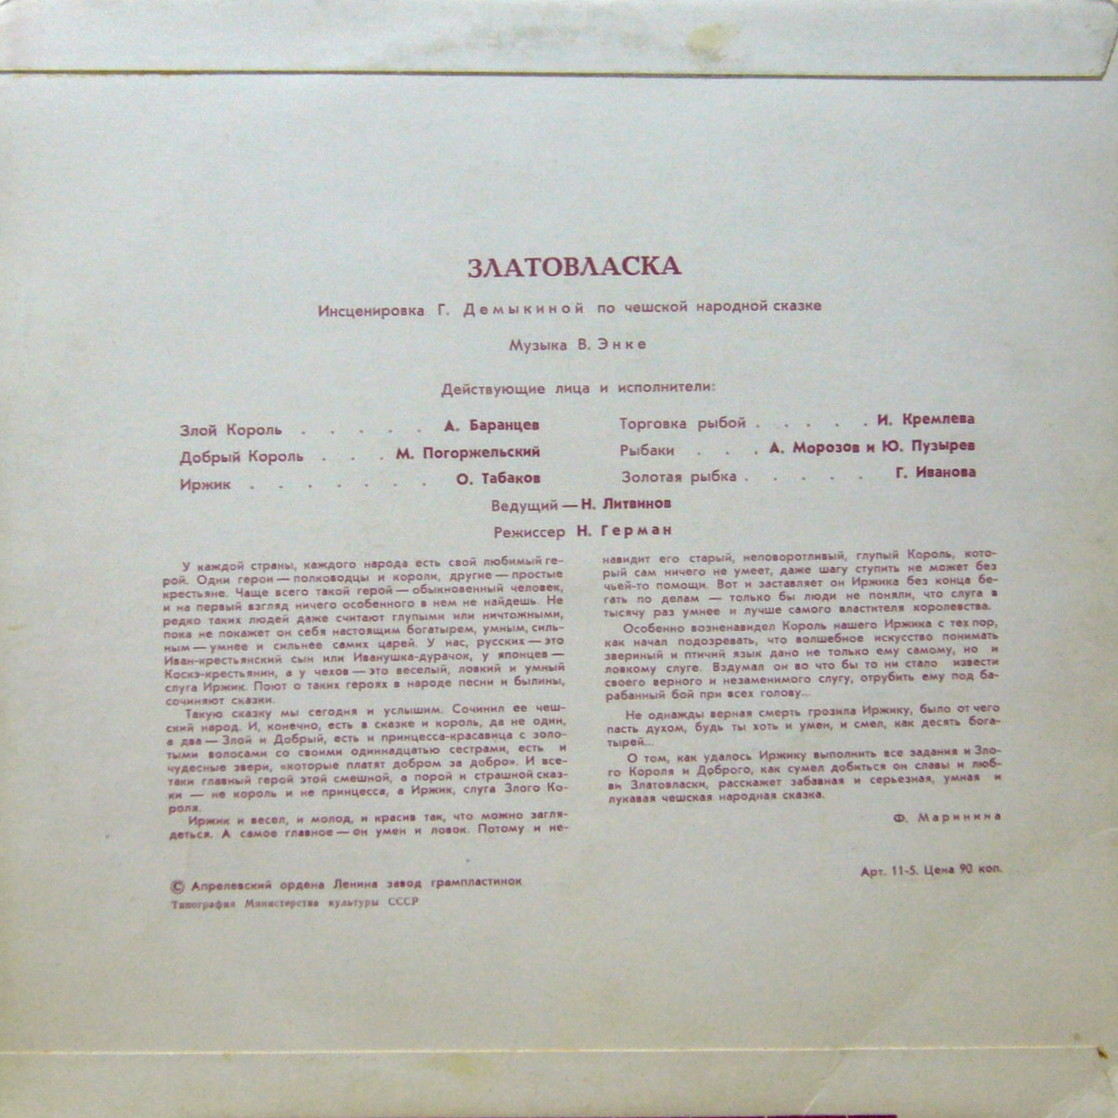 ЗЛАТОВЛАСКА
Инсценировка Г. Демыкиной по чешской народной сказке
Музыка В. Энке
Действующие лица и исполнители:
Злой Король . . . . . А. Баранцев
Добрый Король . . . М. Погоржельский
Иржик . . . . . . . О. Табаков
Торговка рыбой . . . . . И. Кремлева
Рыбаки . . . А. Морозов и Ю. Пузырев
Золотая рыбка . . . . . Г. Иванова
Ведущий — Н. Литвинов
Режиссер Н. Герман
У каждой страны, каждого народа есть свой любимый ге-
рой. Одни герои — полководцы и короли, другие — простые
крестьяне. Чаще всего такой герой — обыкновенный человек,
и на первый взгляд ничего особенного в нем не найдешь. Не
редко таких людей даже считают глупыми или ничтожными,
пока не покажет он себя настоящим богатырем, умным, силь-
ным — умнее и сильнее самих царей. У нас, русских — это
Иван-крестьянский сын или Иванушка-дурачок, у японцев —
Коскэ-крестьянин, а у чехов — это веселый, ловкий и умный
слуга Иржик. Поют о таких героях в народе песни и былины,
сочиняют сказки.
Такую сказку мы сегодня и услышим. Сочинил ее чеш-
ский народ. И, конечно, есть в сказке и король, да не один,
а два — Злой и Добрый, есть и принцесса-красавица с золо-
тыми волосами со своими одиннадцатью сестрами, есть и
чудесные звери, «которые платят добром за добро». И все-
таки главный герой этой смешной, а порой и страшной сказ-
ки — не король и не принцесса, а Иржик, слуга Злого Ко-
роля.
Иржик и весел, и молод, и красив так, что можно загля-
деться. А самое главное — он умен и ловок. Потому и не-
навидит его старый, неповоротливый, глупый Король, кото-
рый сам ничего не умеет, даже шагу ступить не может без
чьей-то помощи. Вот и заставляет он Иржика без конца бе-
гать по делам — только бы люди не поняли, что слуга в
тысячу раз умнее и лучше самого властителя королевства.
Особенно возненавидел Король нашего Иржика с тех пор,
как начал подозревать, что волшебное искусство понимать
звериный и птичий язык дано не только ему самому, но и
ловкому слуге. Вздумал он во что бы то ни стало извести
своего верного и незаменимого слугу, отрубить ему под ба-
рабанный бой при всех голову...
Не однажды верная смерть грозила Иржику, было от чего
пасть духом, будь ты хоть и умен, и смел, как десять бога-
тырей...
О том, как удалось Иржику выполнить все задания и Зло-
го Короля и Доброго, как сумел добиться он славы и люб-
ви Златовласки, расскажет забавная и серьезная, умная и
лукавая чешская народная сказка.
Ф. Маринина
© Апрелевский ордена Ленина завод грампластинок
Типография Министерства культуры СССР
Арт. 11-5. Цена 90 коп.